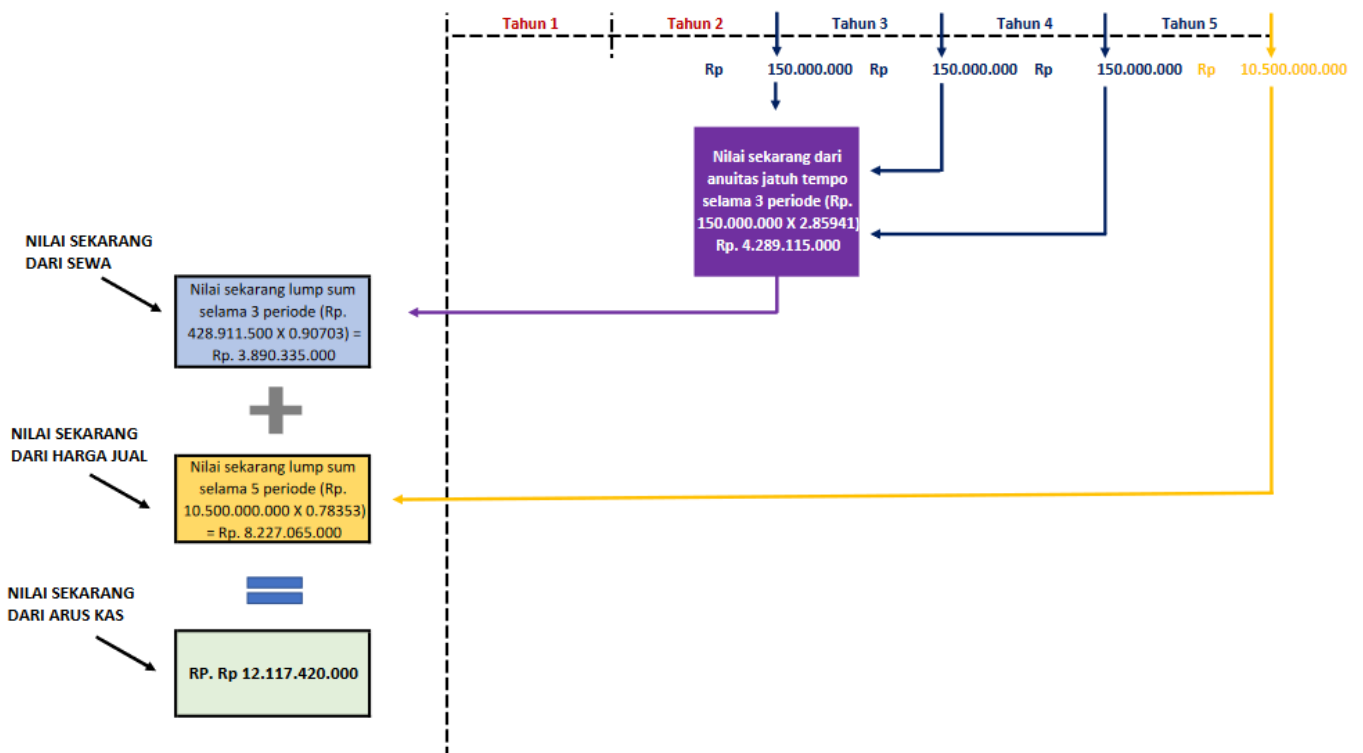 Tahun 1 Tahun 2 Tahun 3 Tahun 4 Tahun 5
Rp 150.000.000 Rp 150.000.000 Rp 150.000.000 Rp 10.500.000.000
Nilai sekarang dari
anuitas jatuh tempo
selama 3 periode (Rp.
150.000.000 X 2.85941)
Rp. 4.289.115.000
NILAI SEKARANG
DARI SEWA
Nilai sekarang lump sum
selama 3 periode (Rp.
428.911.500 X 0.90703) =
Rp. 3.890.335.000
NILAI SEKARANG
DARI HARGA JUAL
Nilai sekarang lump sum
selama 5 periode (Rp.
10.500.000.000 X 0.78353)
= Rp. 8.227.065.000
NILAI SEKARANG
DARI ARUS KAS
RP. Rp 12.117.420.000